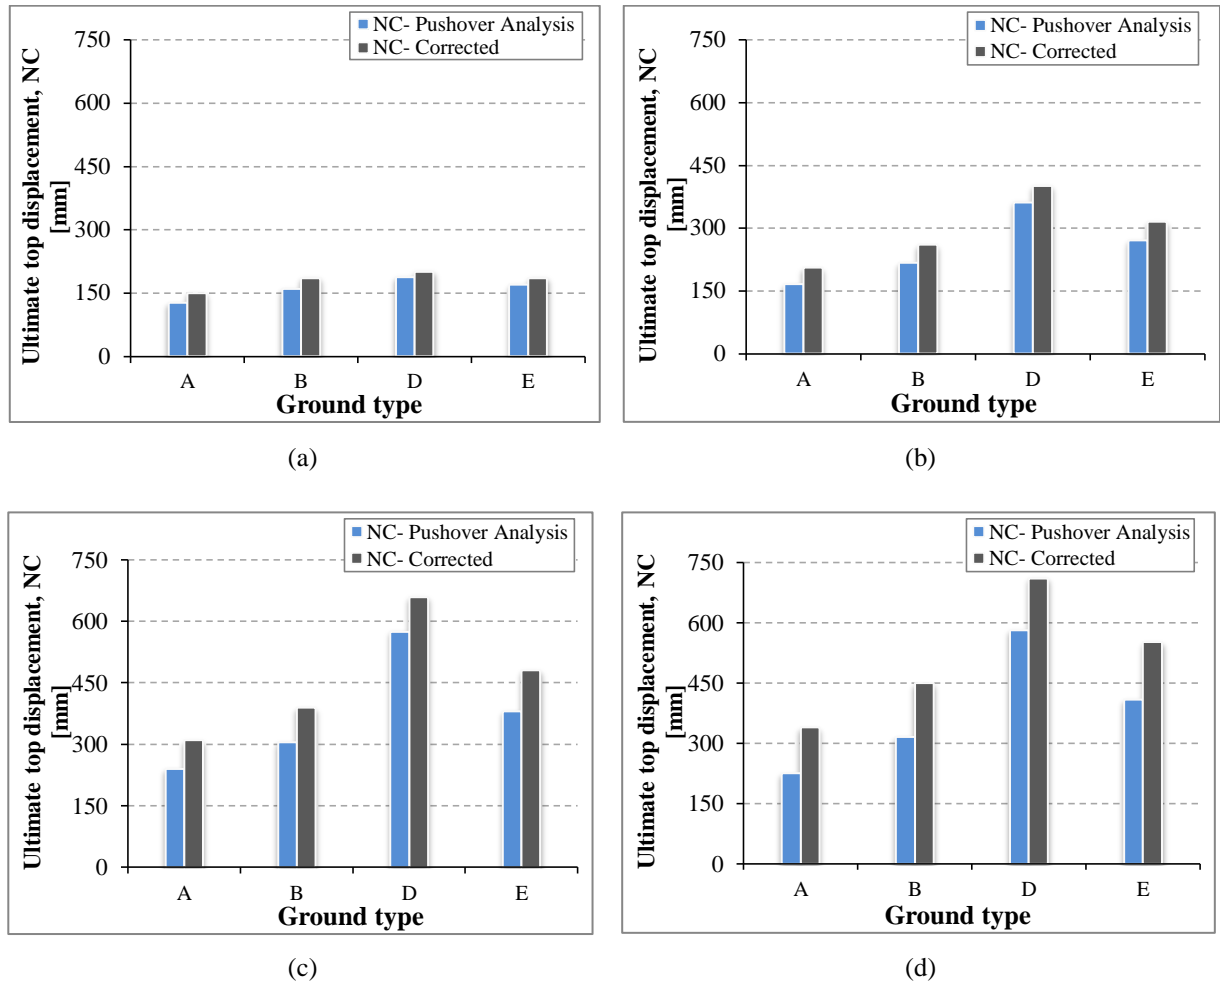 NC- Pushover Analysis
NC- Corrected
Ultimate top displacement, NC
[mm]
750
600
450
300
150
0
A B D E
Ground type
(a)
NC- Pushover Analysis
NC- Corrected
Ultimate top displacement, NC
[mm]
750
600
450
300
150
0
A B D E
Ground type
(b)
NC- Pushover Analysis
NC- Corrected
Ultimate top displacement, NC
[mm]
750
600
450
300
150
0
A B D E
Ground type
(c)
NC- Pushover Analysis
NC- Corrected
Ultimate top displacement, NC
[mm]
750
600
450
300
150
0
A B D E
Ground type
(d)